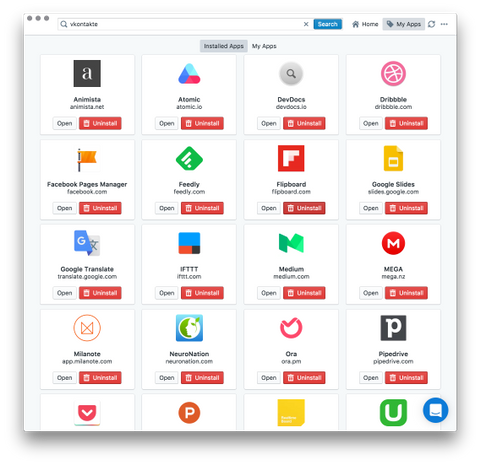 vkontakte
Search
Home
My Apps
Installed Apps
My Apps
a
Animista
animista.net
Open
Uninstall
Atomic
atomic.io
Open
Uninstall
DevDocs
devdocs.io
Open
Uninstall
Dribbble
dribbble.com
Open
Uninstall
Facebook Pages Manager
facebook.com
Open
Uninstall
Feedly
feedly.com
Open
Uninstall
Flipboard
flipboard.com
Open
Uninstall
Google Slides
slides.google.com
Open
Uninstall
G
文
Google Translate
translate.google.com
Open
Uninstall
IFTTT
ifttt.com
Open
Uninstall
Medium
medium.com
Open
Uninstall
M
MEGA
mega.nz
Open
Uninstall
Milanote
app.milanote.com
Open
Uninstall
NeuroNation
neuronation.com
Open
Uninstall
Ora
ora.pm
Open
Uninstall
p
Pipedrive
pipedrive.com
Open
Uninstall
P
U